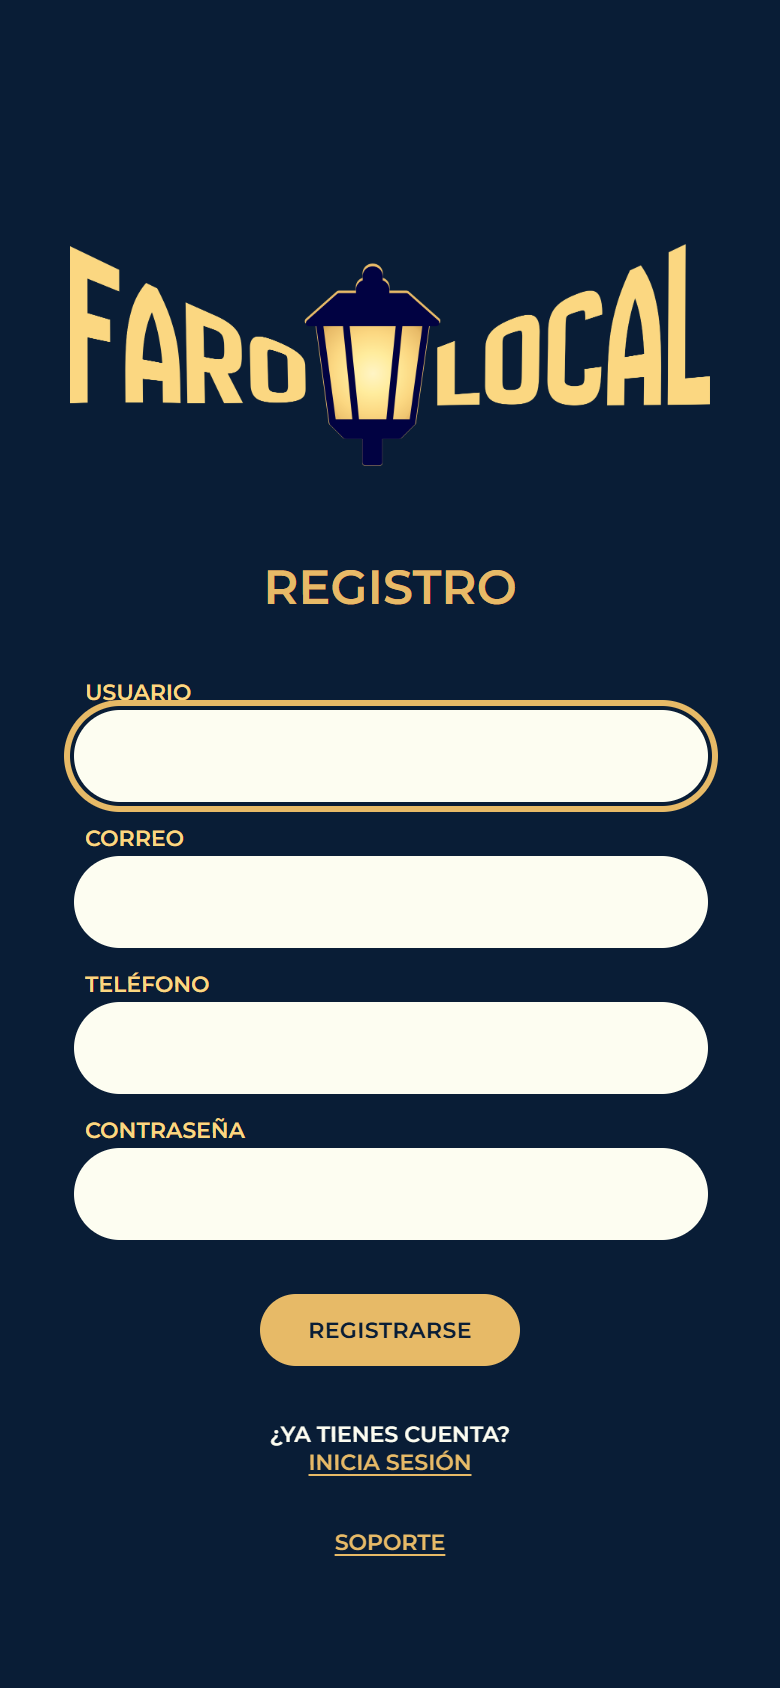 FARO LOCAL
REGISTRO
USUARIO
CORREO
TELÉFONO
CONTRASEÑA
REGISTRARSE
¿YA TIENES CUENTA?
INICIA SESIÓN
SOPORTE